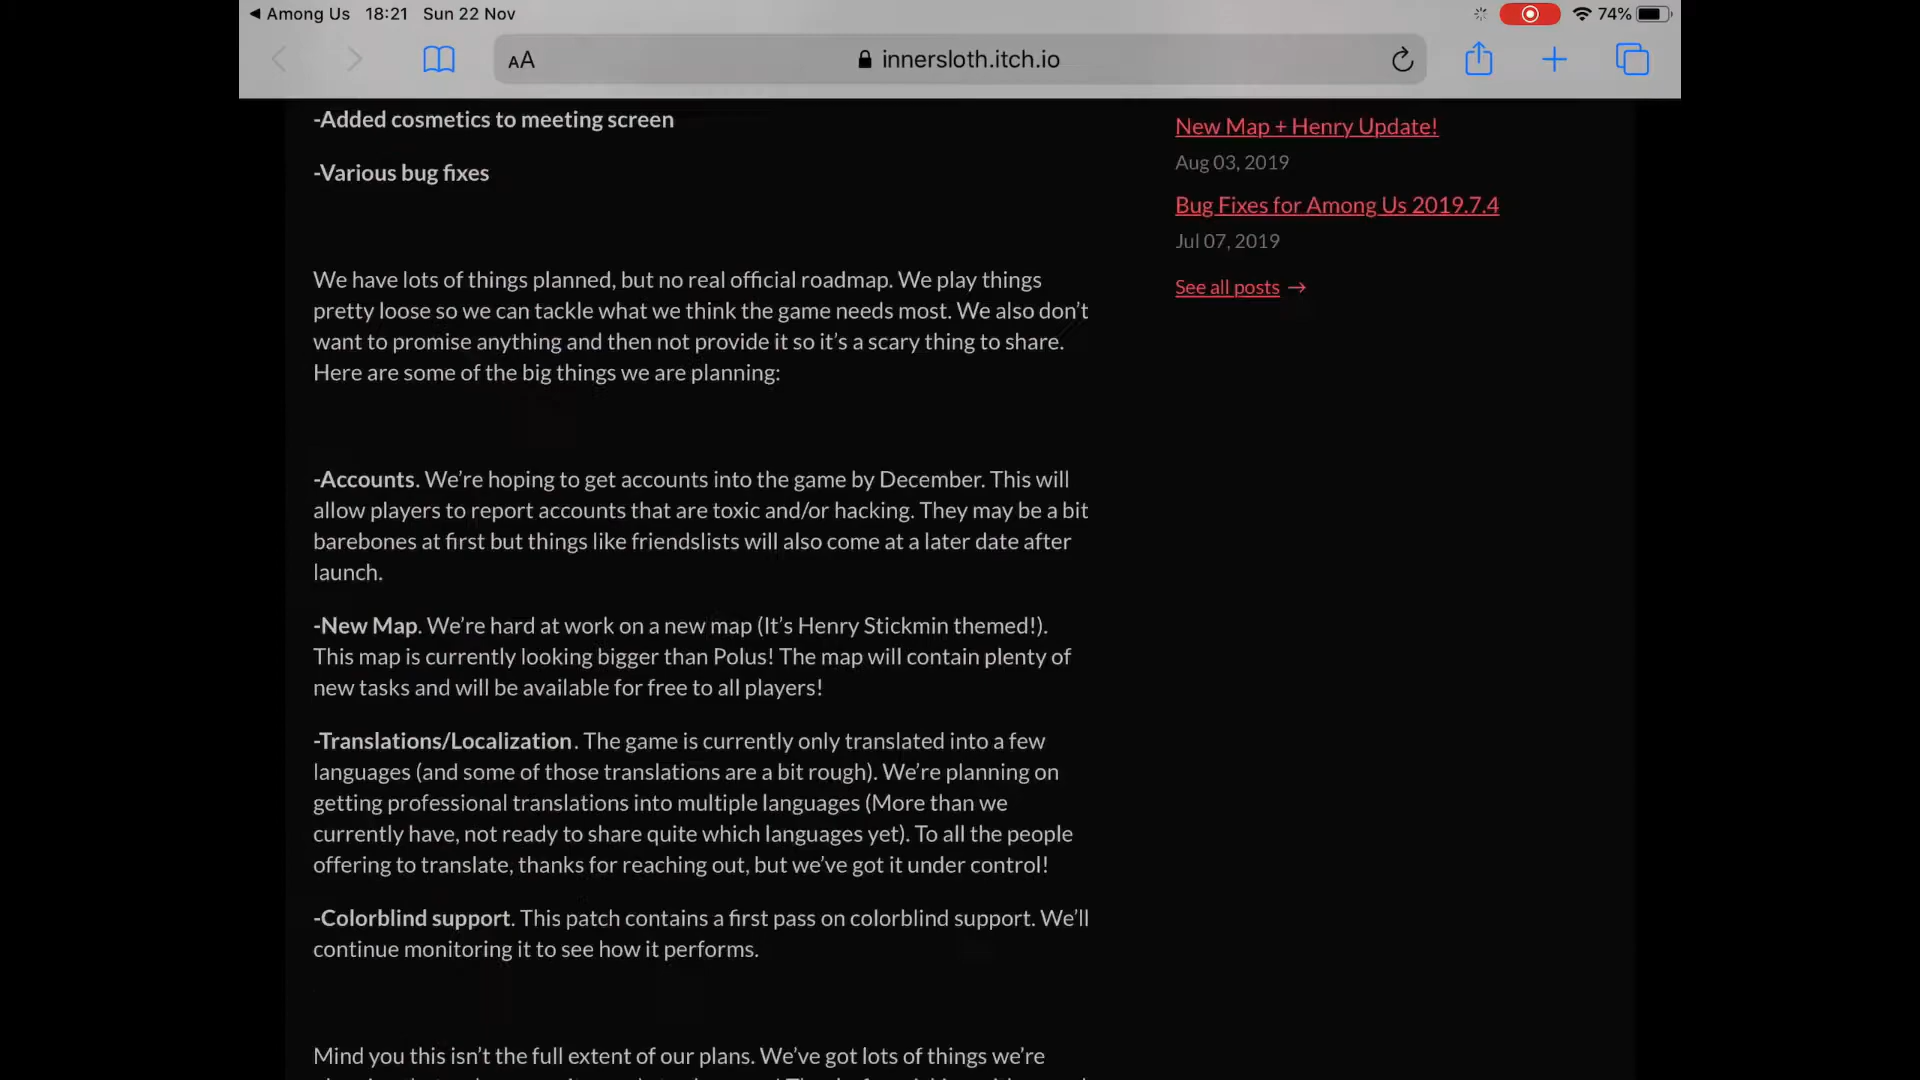 ◀ Among Us 18:21 Sun 22 Nov 74%
AA innersloth.itch.io
-Added cosmetics to meeting screen
-Various bug fixes
We have lots of things planned, but no real official roadmap. We play things
pretty loose so we can tackle what we think the game needs most. We also don’t
want to promise anything and then not provide it so it’s a scary thing to share.
Here are some of the big things we are planning:
-Accounts. We’re hoping to get accounts into the game by December. This will
allow players to report accounts that are toxic and/or hacking. They may be a bit
barebones at first but things like friendslists will also come at a later date after
launch.
-New Map. We’re hard at work on a new map (It’s Henry Stickmin themed!).
This map is currently looking bigger than Polus! The map will contain plenty of
new tasks and will be available for free to all players!
-Translations/Localization. The game is currently only translated into a few
languages (and some of those translations are a bit rough). We’re planning on
getting professional translations into multiple languages (More than we
currently have, not ready to share quite which languages yet). To all the people
offering to translate, thanks for reaching out, but we’ve got it under control!
-Colorblind support. This patch contains a first pass on colorblind support. We’ll
continue monitoring it to see how it performs.
Mind you this isn’t the full extent of our plans. We’ve got lots of things we’re
New Map + Henry Update!
Aug 03, 2019
Bug Fixes for Among Us 2019.7.4
Jul 07, 2019
See all posts →